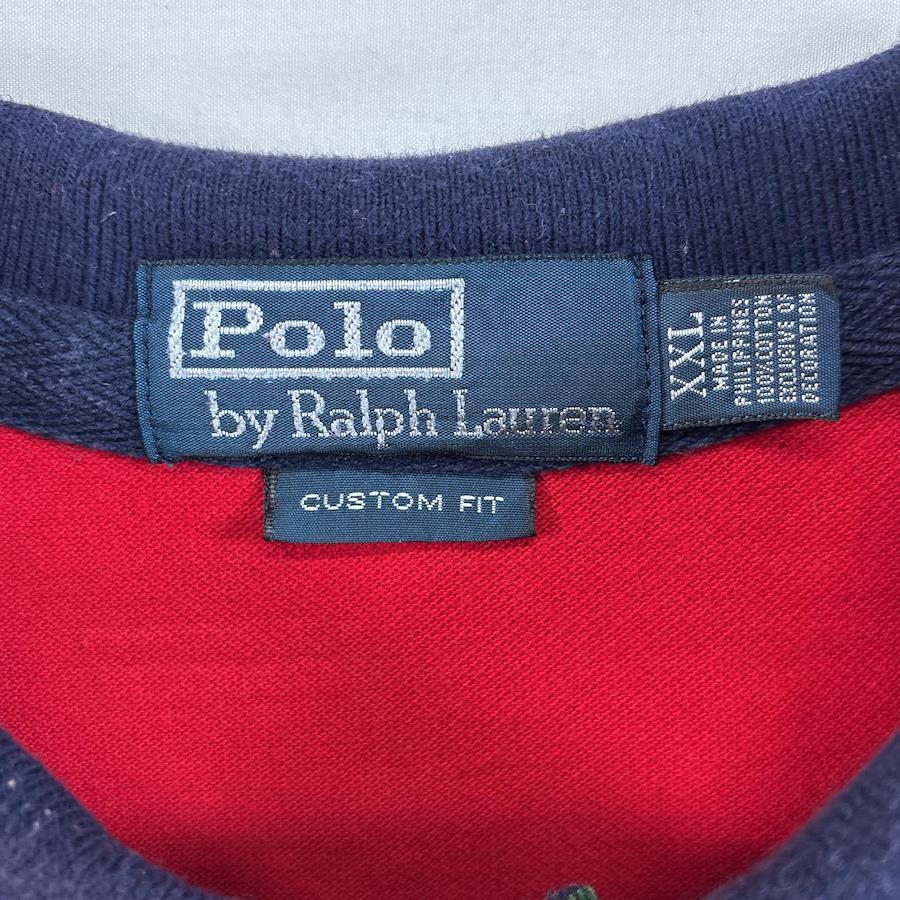 Polo
by Ralph Lauren
CUSTOM FIT
XXL
MADE IN
PHILIPPINES
100% COTTON
EXCLUSIVE OF
DECORATION